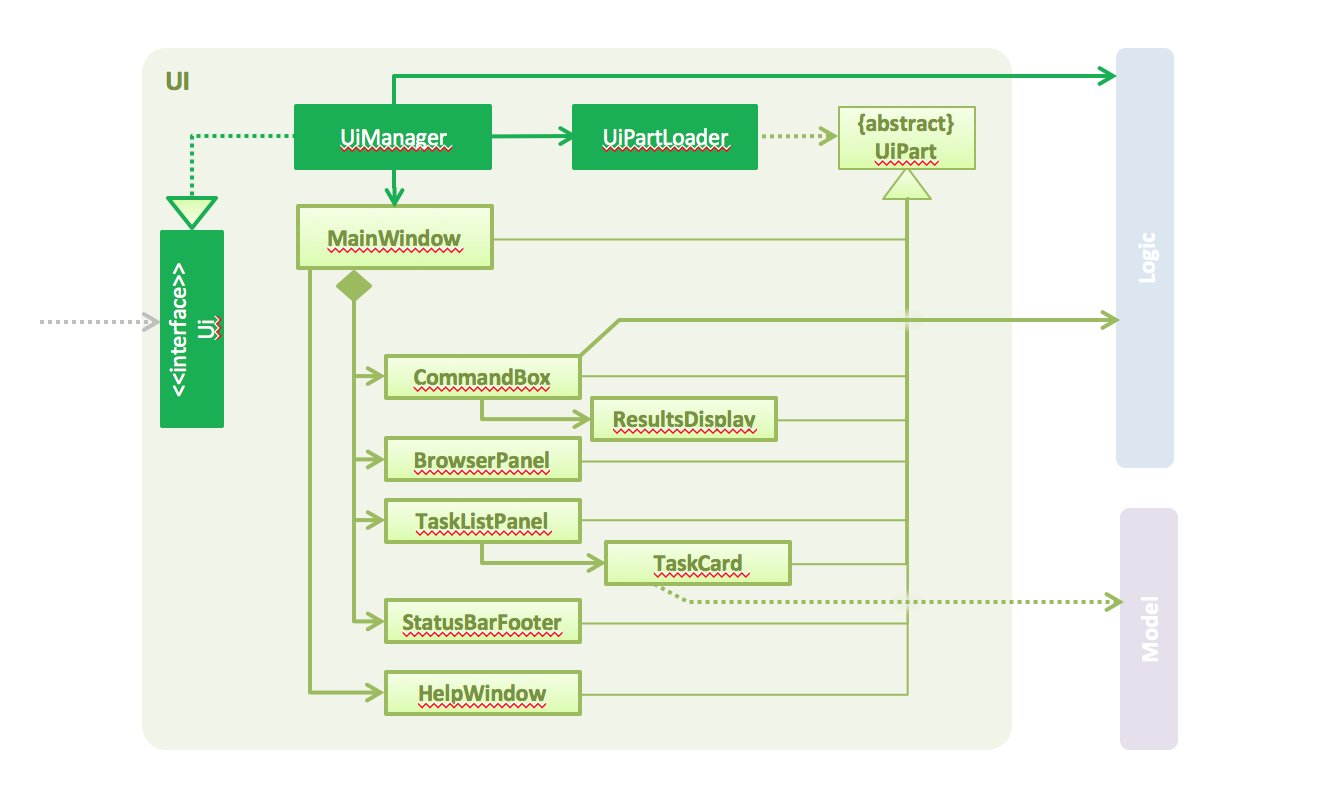 UI
UiManager
UiPartLoader
{abstract}
UiPart
MainWindow
Logic
<<interface>>
Ui
CommandBox
ResultsDisplay
BrowserPanel
TaskListPanel
TaskCard
StatusBarFooter
Model
HelpWindow